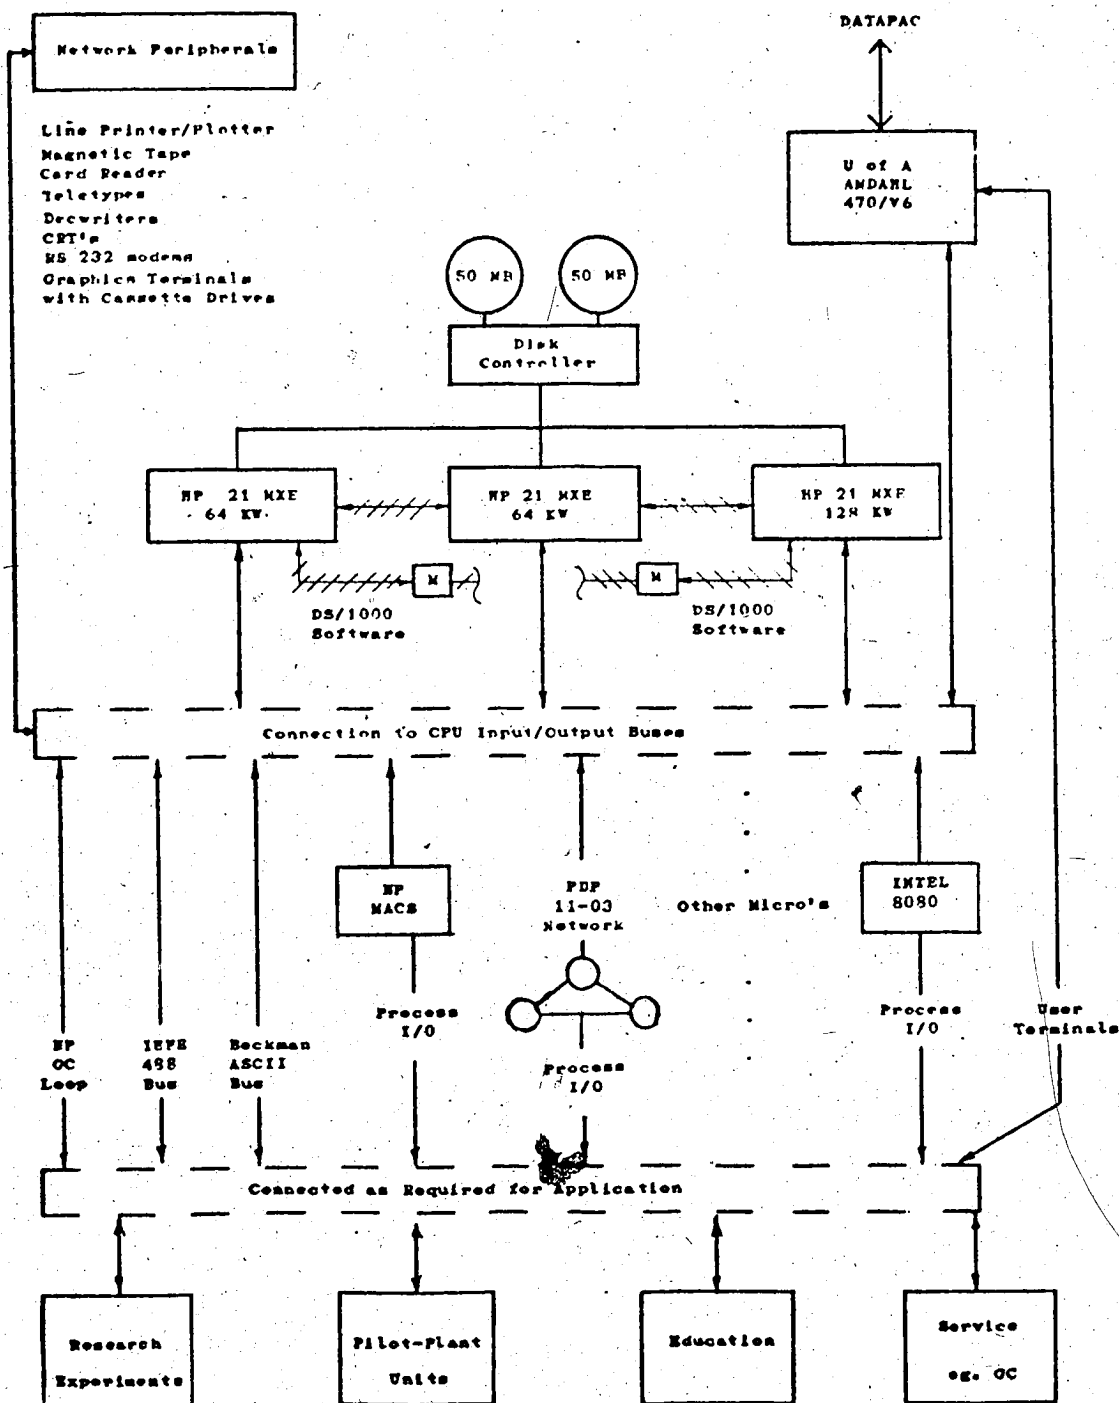 DATAPAC
Network Peripherals
Line Printer/Plotter
Magnetic Tape
Card Reader
Teletypes
Decwriters
CRT's
RS 232 modems
Graphics Terminals
with Cassette Drives
U of A
AMDAHL
470/V6
50 MB
50 MB
Disk
Controller
HP 21 MXE
64 KW
HP 21 MXE
64 KW
HP 21 MXE
128 KW
M
M
DS/1000
Software
DS/1000
Software
Connection to CPU Input/Output Buses
HP
MACS
PDP
11-03
Network
Other Micro's
INTEL
8080
Process
I/O
Process
I/O
User
Terminals
HP
GC
Loop
IEEE
488
Bus
Beckman
ASCII
Bus
Process
I/O
Connected as Required for Application
Research
Experiments
Pilot-Plant
Units
Education
Service
eg. GC